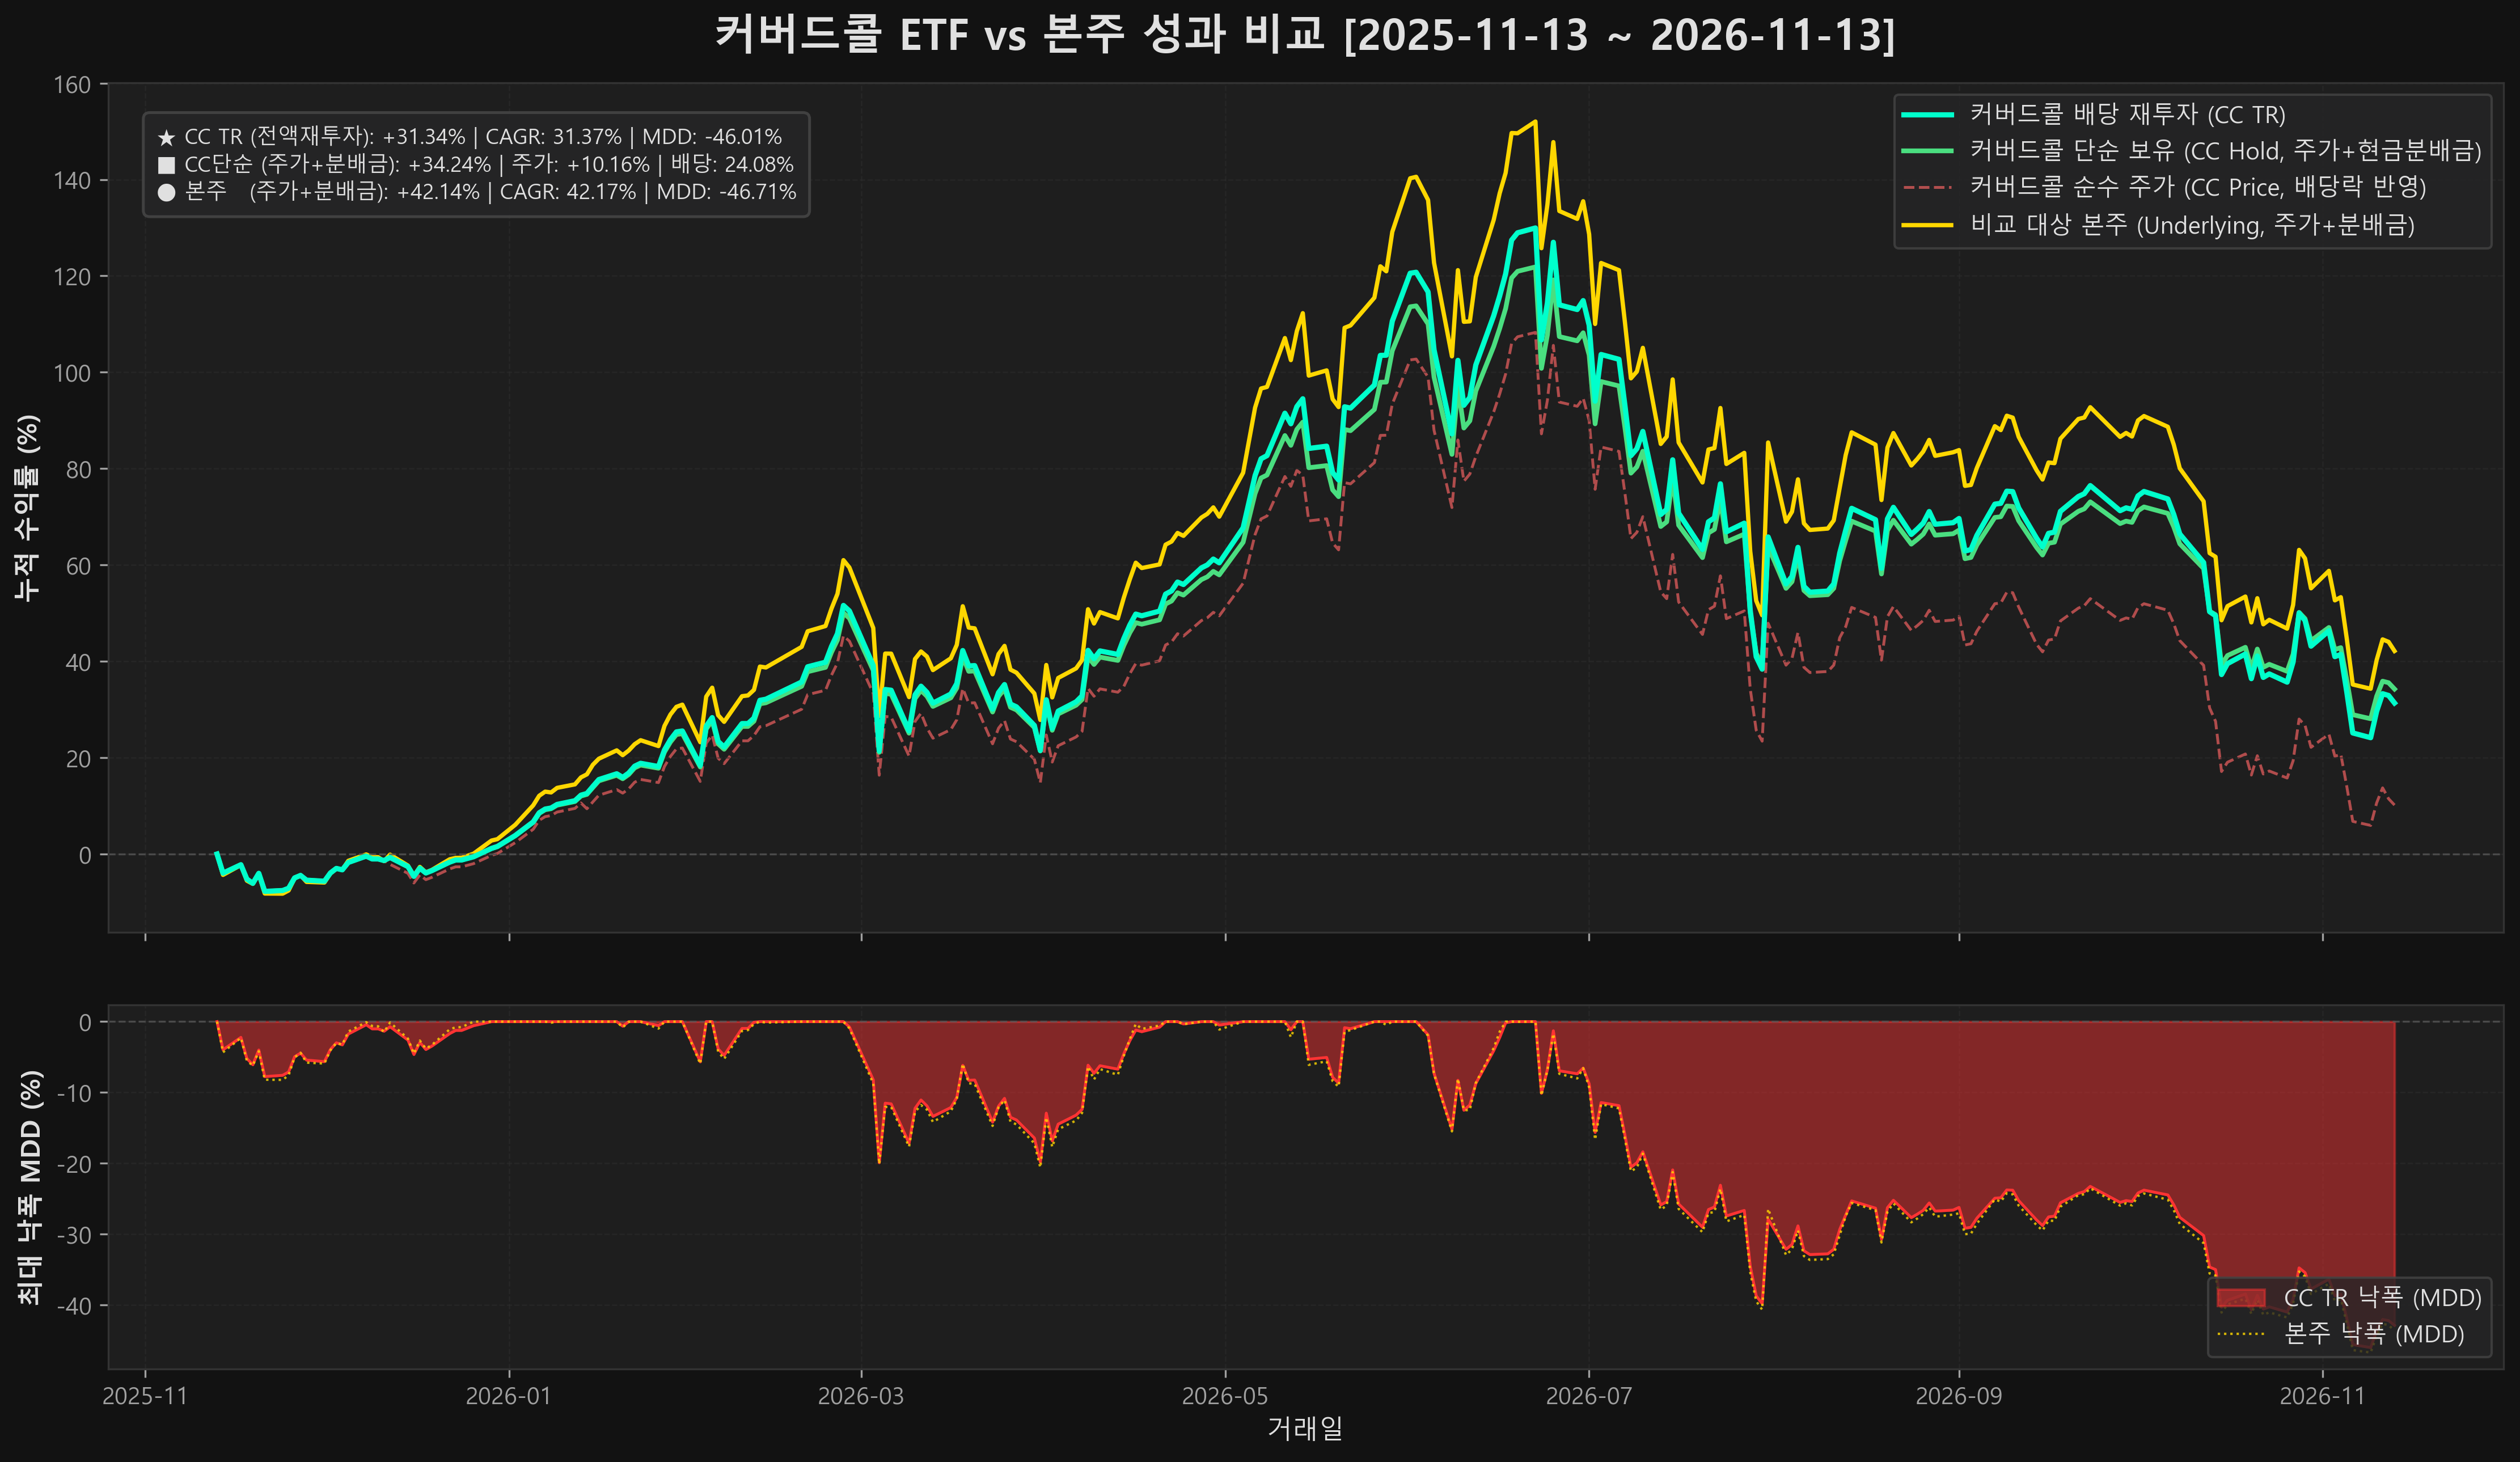 커버드콜 ETF vs 본주 성과 비교 [2025-11-13 ~ 2026-11-13]
★ CC TR (전액재투자): +31.34% | CAGR: 31.37% | MDD: -46.01%
■ CC단순 (주가+분배금): +34.24% | 주가: +10.16% | 배당: 24.08%
● 본주 (주가+분배금): +42.14% | CAGR: 42.17% | MDD: -46.71%
커버드콜 배당 재투자 (CC TR)
커버드콜 단순 보유 (CC Hold, 주가+현금분배금)
커버드콜 순수 주가 (CC Price, 배당락 반영)
비교 대상 본주 (Underlying, 주가+분배금)
누적 수익률 (%)
160
140
120
100
80
60
40
20
0
최대 낙폭 MDD (%)
0
-10
-20
-30
-40
CC TR 낙폭 (MDD)
본주 낙폭 (MDD)
2025-11
2026-01
2026-03
2026-05
2026-07
2026-09
2026-11
거래일